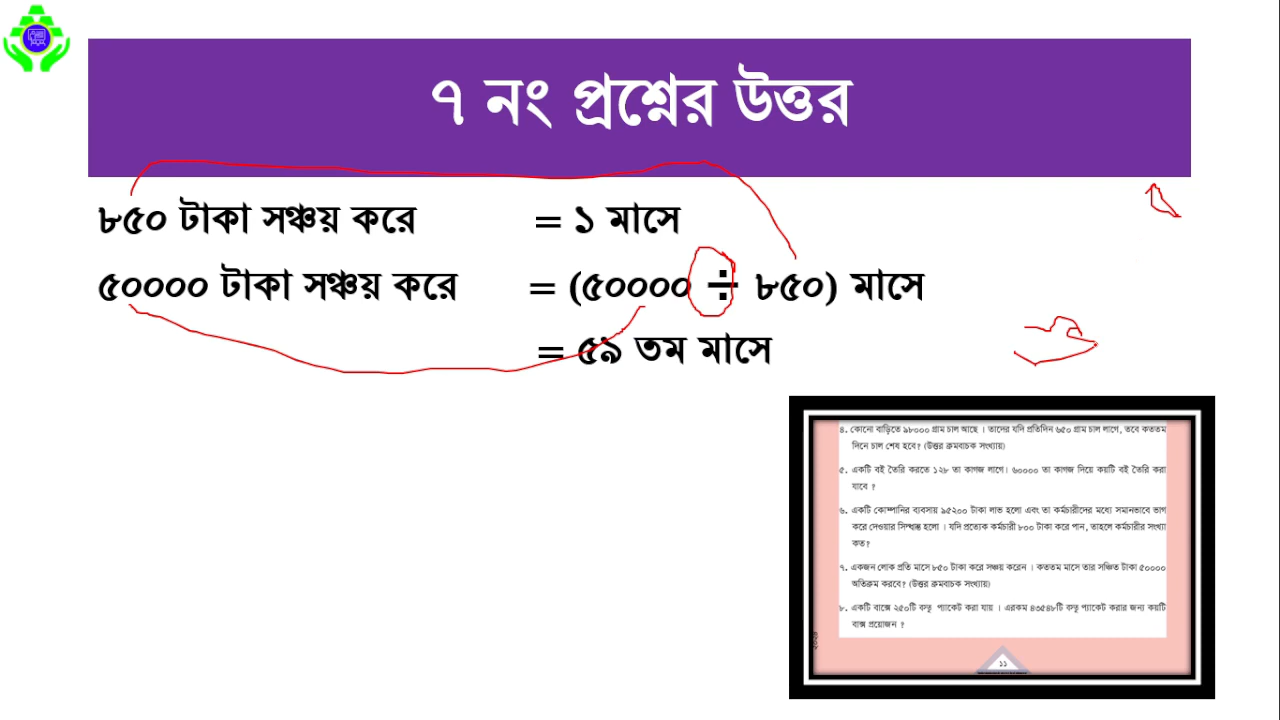 ৭ নং প্রশ্নের উত্তর
৮৫০ টাকা সঞ্চয় করে = ১ মাসে
৫০০০০ টাকা সঞ্চয় করে = (৫০০০০ ÷ ৮৫০) মাসে
= ৫৯ তম মাসে
৪. কোনো বাড়িতে ৯৮০০০ গ্রাম চাল আছে । তাদের যদি প্রতিদিন ৬৫০ গ্রাম চাল লাগে, তবে কততম
দিনে চাল শেষ হবে? (উত্তর ক্রমবাচক সংখ্যায়)
৫. একটি বই তৈরি করতে ১২৮ তা কাগজ লাগে। ৬০০০০ তা কাগজ দিয়ে কয়টি বই তৈরি করা
যাবে ?
৬. একটি কোম্পানির ব্যবসায় ৯৫২০০ টাকা লাভ হলো এবং তা কর্মচারীদের মধ্যে সমানভাবে ভাগ
করে দেওয়ার সিদ্ধান্ত হলো । যদি প্রত্যেক কর্মচারী ৮০০ টাকা করে পান, তাহলে কর্মচারীর সংখ্যা
কত?
৭. একজন লোক প্রতি মাসে ৮৫০ টাকা করে সঞ্চয় করেন । কততম মাসে তার সঞ্চিত টাকা ৫০০০০
অতিক্রম করবে? (উত্তর ক্রমবাচক সংখ্যায়)
৮. একটি বাক্সে ২৫০টি বস্তু প্যাকেট করা যায় । এরকম ৪৩৫৪৮টি বস্তু প্যাকেট করার জন্য কয়টি
বাক্স প্রয়োজন ?
১১